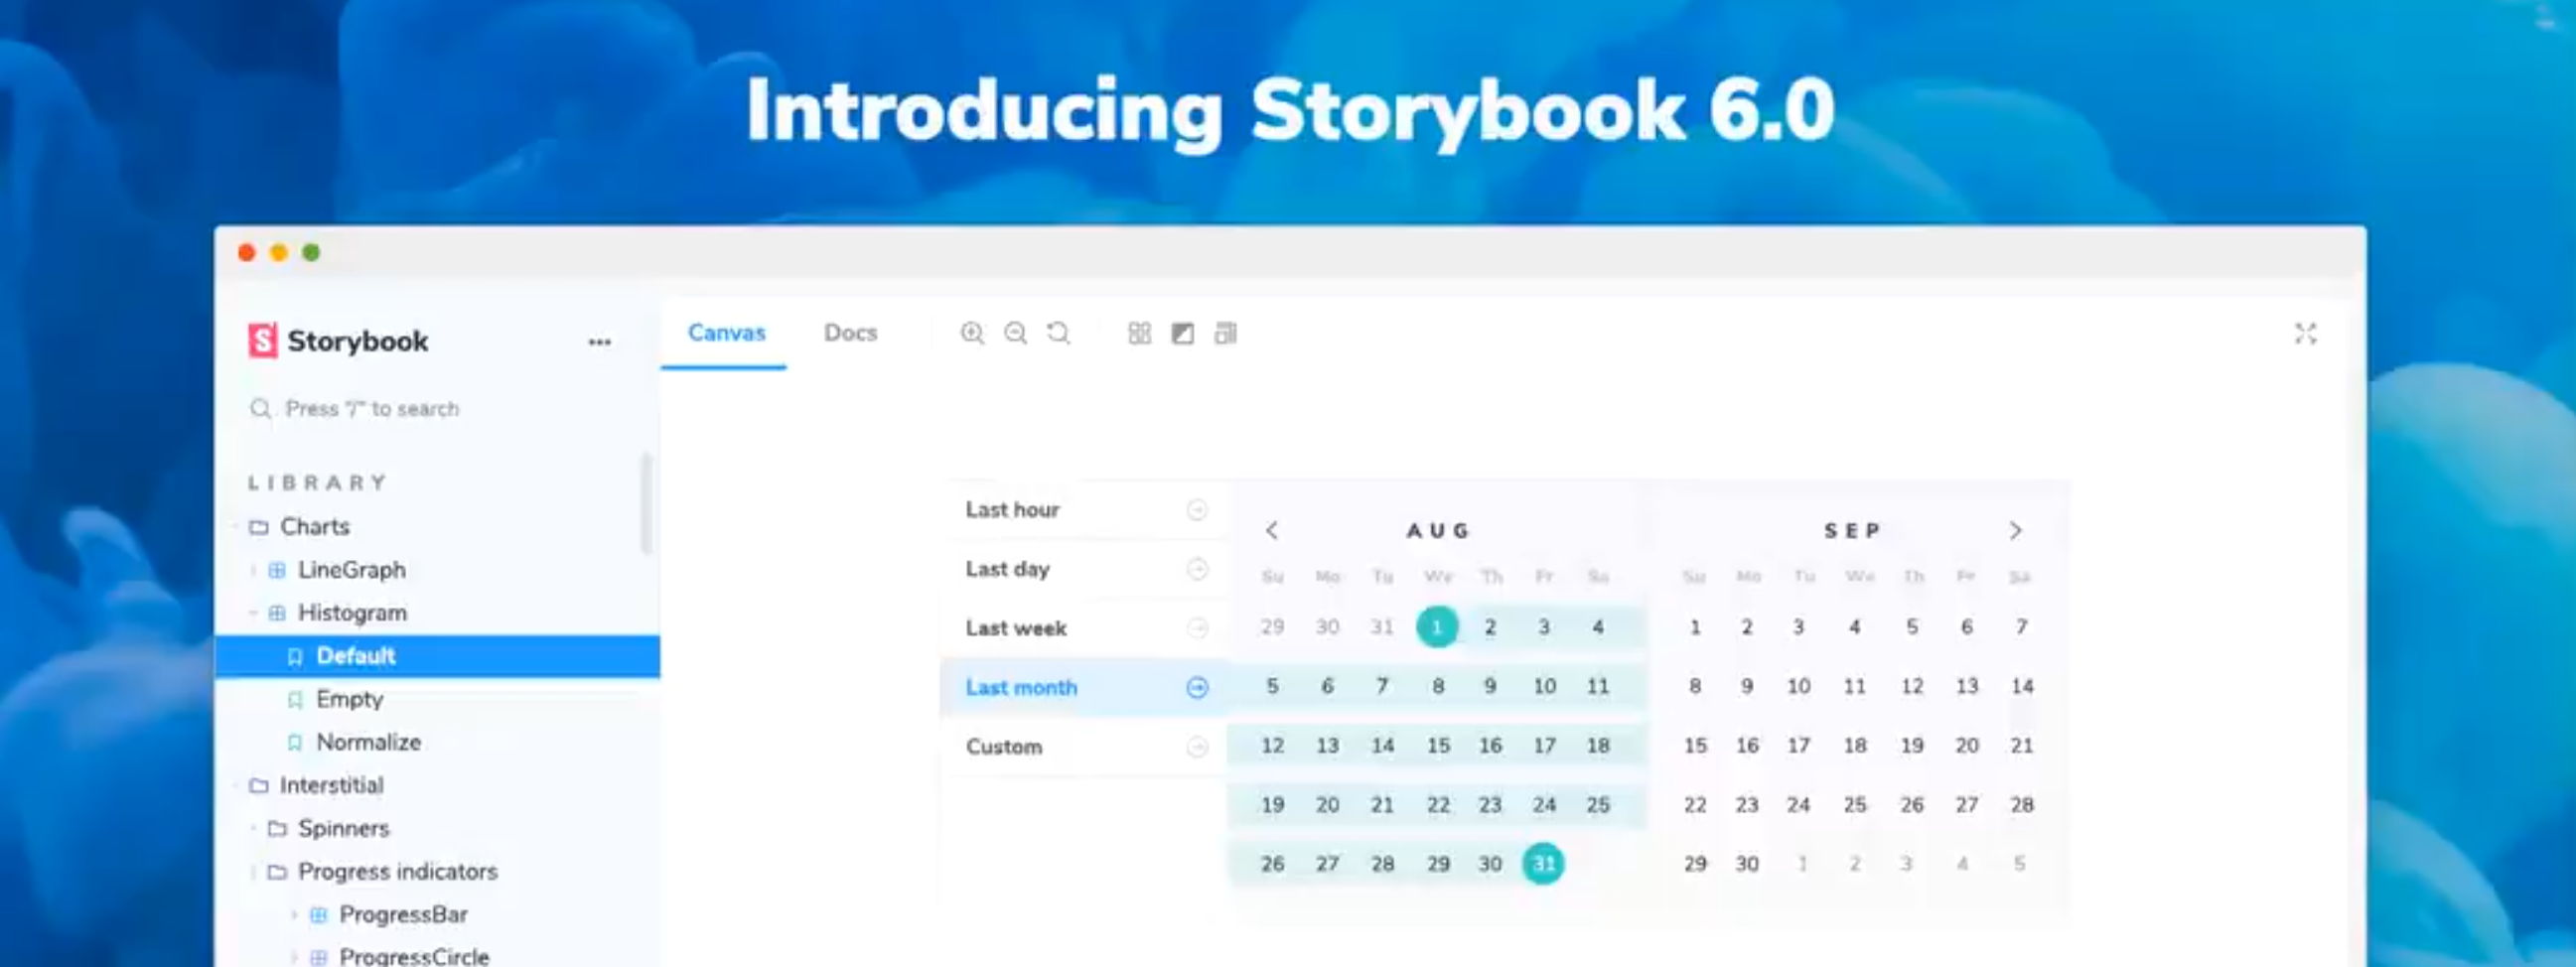 Introducing Storybook 6.0
Storybook
Canvas Docs
Press "/" to search
LIBRARY
Charts
LineGraph
Histogram
Default
Empty
Normalize
Interstitial
Spinners
Progress indicators
ProgressBar
ProgressCircle
Last hour
Last day
Last week
Last month
Custom
AUG
Su Mo Tu We Th Fr Sa
29 30 31 1 2 3 4
5 6 7 8 9 10 11
12 13 14 15 16 17 18
19 20 21 22 23 24 25
26 27 28 29 30 31
SEP
Su Mo Tu We Th Fr Sa
1 2 3 4 5 6 7
8 9 10 11 12 13 14
15 16 17 18 19 20 21
22 23 24 25 26 27 28
29 30 1 2 3 4 5